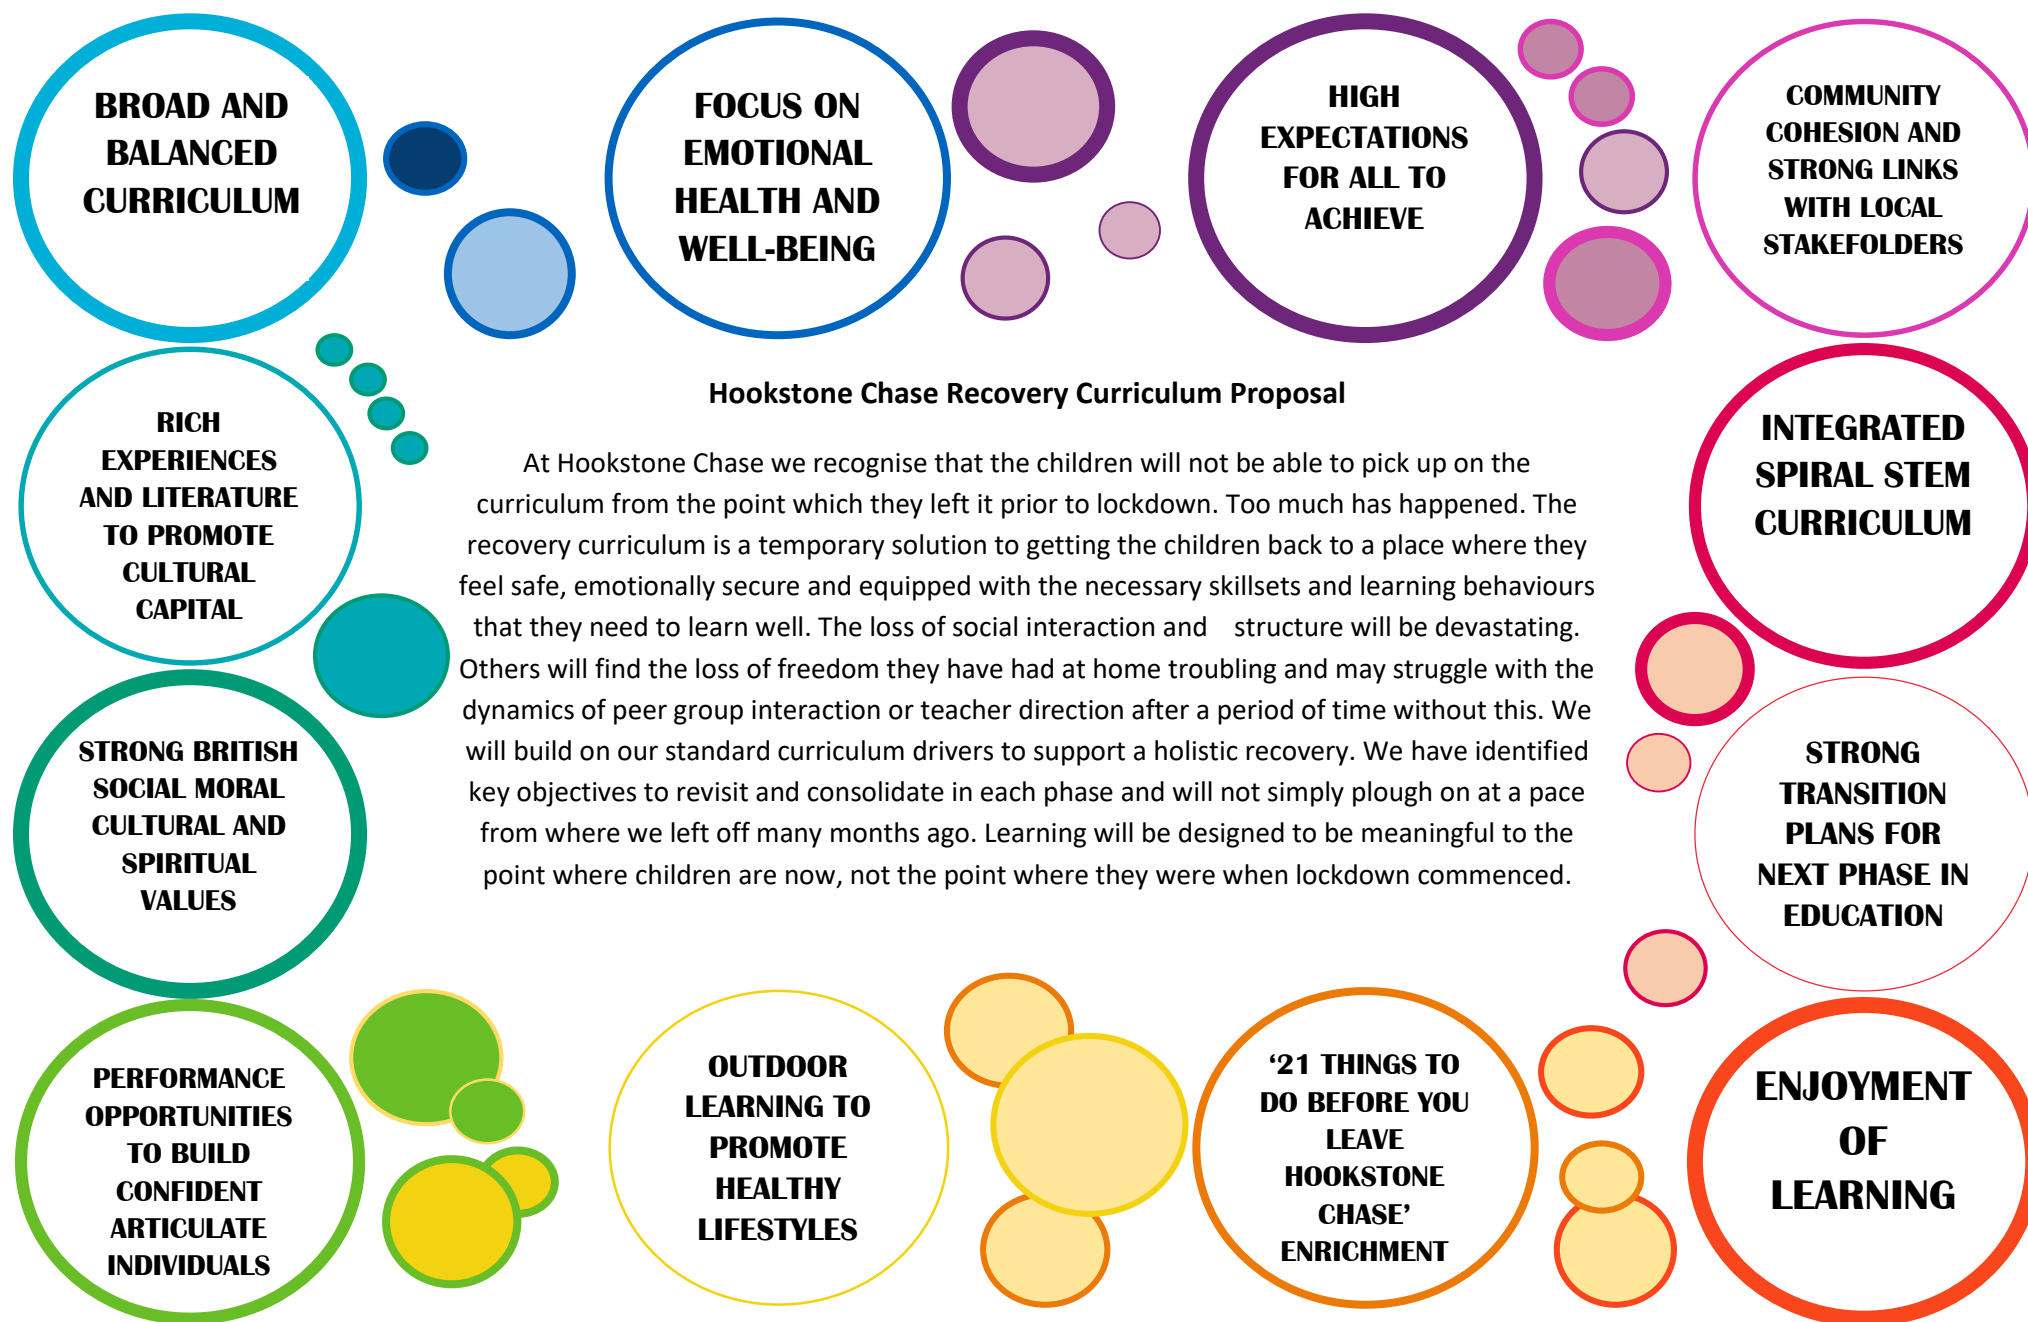 BROAD AND
BALANCED
CURRICULUM
FOCUS ON
EMOTIONAL
HEALTH AND
WELL-BEING
HIGH
EXPECTATIONS
FOR ALL TO
ACHIEVE
COMMUNITY
COHESION AND
STRONG LINKS
WITH LOCAL
STAKEFOLDERS
RICH
EXPERIENCES
AND LITERATURE
TO PROMOTE
CULTURAL
CAPITAL
Hookstone Chase Recovery Curriculum Proposal
At Hookstone Chase we recognise that the children will not be able to pick up on the
curriculum from the point which they left it prior to lockdown. Too much has happened. The
recovery curriculum is a temporary solution to getting the children back to a place where they
feel safe, emotionally secure and equipped with the necessary skillsets and learning behaviours
that they need to learn well. The loss of social interaction and structure will be devastating.
Others will find the loss of freedom they have had at home troubling and may struggle with the
dynamics of peer group interaction or teacher direction after a period of time without this. We
will build on our standard curriculum drivers to support a holistic recovery. We have identified
key objectives to revisit and consolidate in each phase and will not simply plough on at a pace
from where we left off many months ago. Learning will be designed to be meaningful to the
point where children are now, not the point where they were when lockdown commenced.
INTEGRATED
SPIRAL STEM
CURRICULUM
STRONG BRITISH
SOCIAL MORAL
CULTURAL AND
SPIRITUAL
VALUES
STRONG
TRANSITION
PLANS FOR
NEXT PHASE IN
EDUCATION
PERFORMANCE
OPPORTUNITIES
TO BUILD
CONFIDENT
ARTICULATE
INDIVIDUALS
OUTDOOR
LEARNING TO
PROMOTE
HEALTHY
LIFESTYLES
‘21 THINGS TO
DO BEFORE YOU
LEAVE
HOOKSTONE
CHASE’
ENRICHMENT
ENJOYMENT
OF
LEARNING